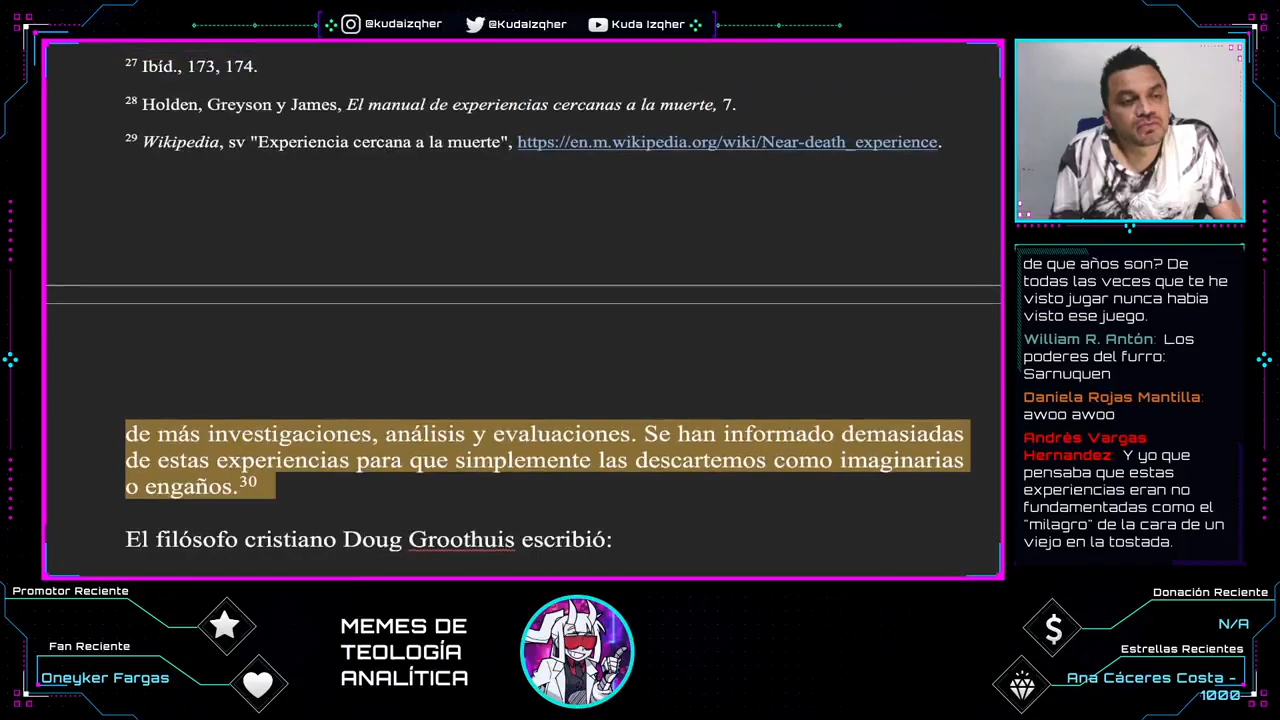 @kudaizqher
@Kudaizqher
Kuda Izqher
27 Ibíd., 173, 174.
28 Holden, Greyson y James, El manual de experiencias cercanas a la muerte, 7.
29 Wikipedia, sv "Experiencia cercana a la muerte", https://en.m.wikipedia.org/wiki/Near-death_experience.
de más investigaciones, análisis y evaluaciones. Se han informado demasiadas
de estas experiencias para que simplemente las descartemos como imaginarias
o engaños.30
El filósofo cristiano Doug Groothuis escribió:
de que años son? De
todas las veces que te he
visto jugar nunca habia
visto ese juego.
William R. Antón: Los
poderes del furro:
Sarnuquen
Daniela Rojas Mantilla:
awoo awoo
Andrés Vargas
Hernandez: Y yo que
pensaba que estas
experiencias eran no
fundamentadas como el
"milagro" de la cara de un
viejo en la tostada.
Promotor Reciente
Fan Reciente
Oneyker Fargas
MEMES DE
TEOLOGÍA
ANALÍTICA
Donación Reciente
N/A
Estrellas Recientes
Ana Cáceres Costa -
1000